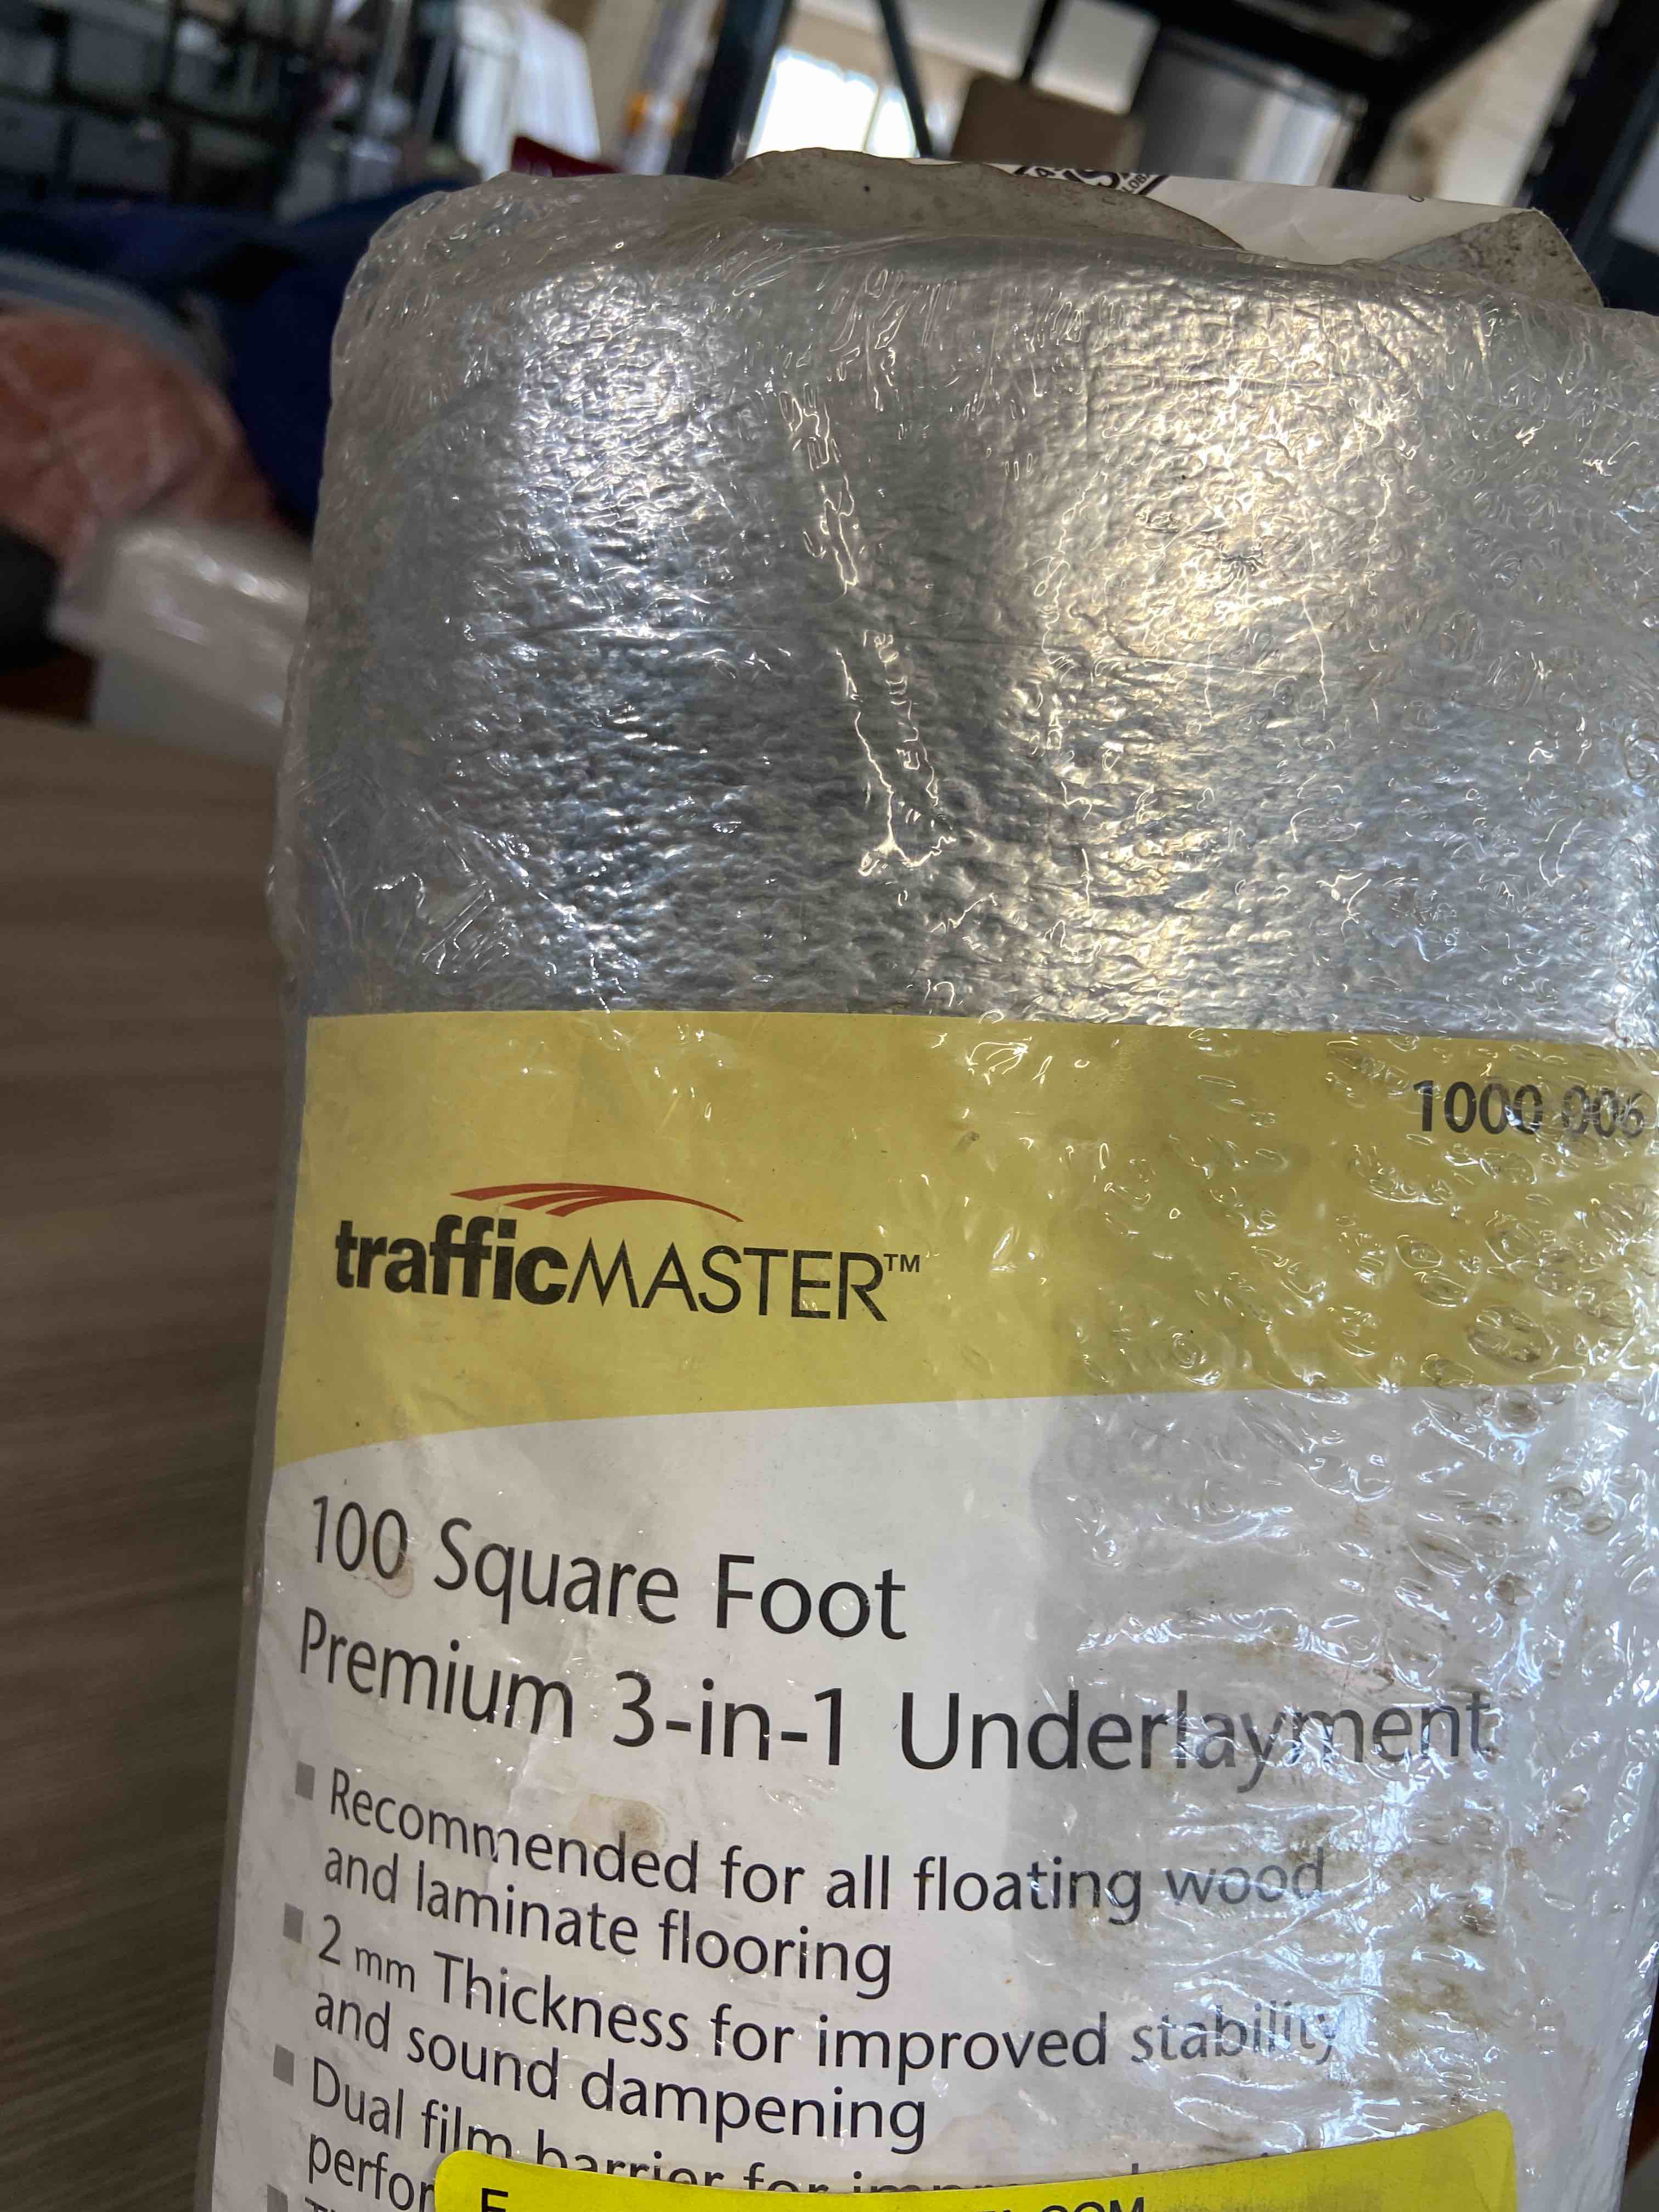 1000 006
trafficMASTER™
100 Square Foot
Premium 3-in-1 Underlayment
■ Recommended for all floating wood
and laminate flooring
■ 2 mm Thickness for improved stability
and sound dampening
■ Dual film barrier for